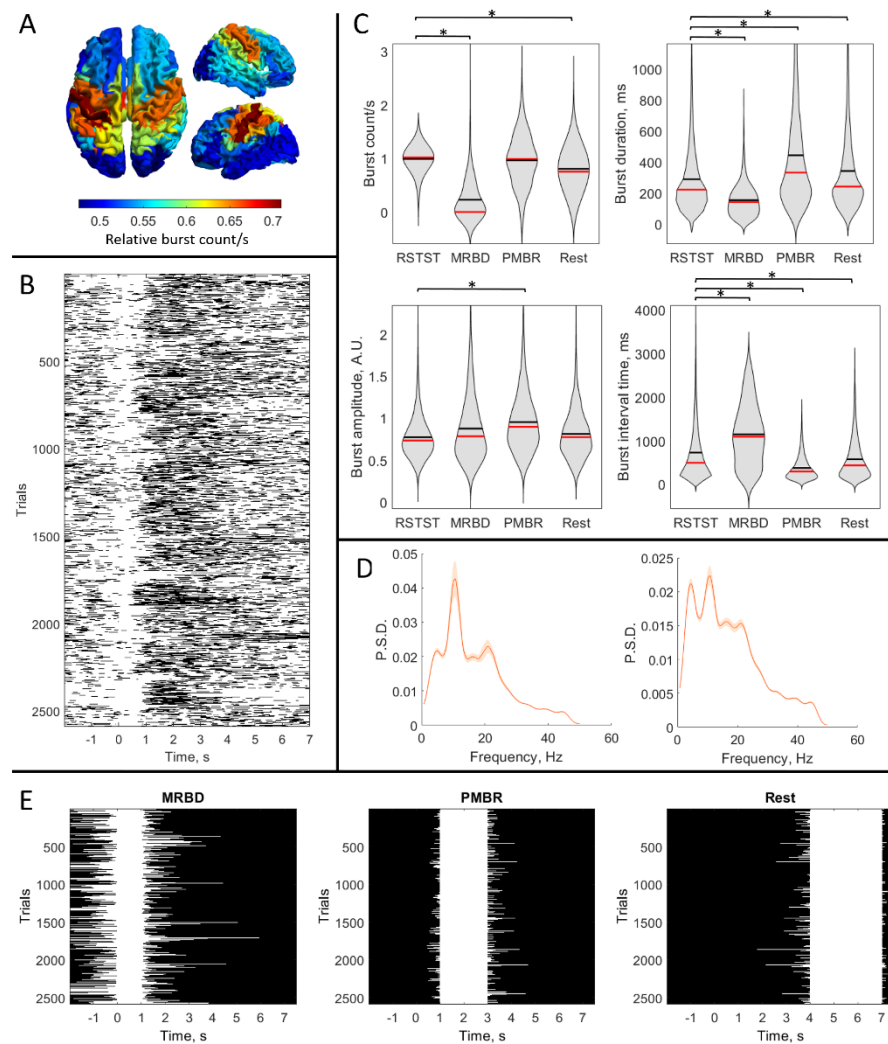 A
0.5 0.55 0.6 0.65 0.7
Relative burst count/s
B
Trials
500
1000
1500
2000
2500
-1 0 1 2 3 4 5 6 7
Time, s
C
*
*
Burst count/s
3
2
1
0
RSTST MRBD PMBR Rest
*
*
*
Burst duration, ms
1000
800
600
400
200
0
RSTST MRBD PMBR Rest
*
Burst amplitude, A.U.
2
1.5
1
0.5
0
RSTST MRBD PMBR Rest
*
*
*
Burst interval time, ms
4000
3000
2000
1000
0
RSTST MRBD PMBR Rest
D
P.S.D.
0.05
0.04
0.03
0.02
0.01
0
0 20 40 60
Frequency, Hz
P.S.D.
0.025
0.02
0.015
0.01
0.005
0
0 20 40 60
Frequency, Hz
E
MRBD
Trials
500
1000
1500
2000
2500
-1 0 1 2 3 4 5 6 7
Time, s
PMBR
Trials
500
1000
1500
2000
2500
-1 0 1 2 3 4 5 6 7
Time, s
Rest
Trials
500
1000
1500
2000
2500
-1 0 1 2 3 4 5 6 7
Time, s